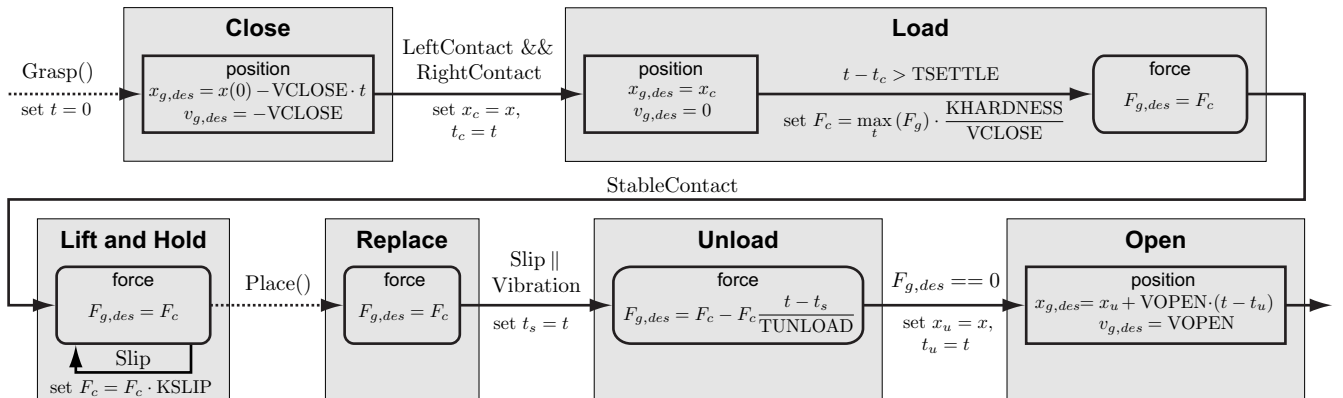 Close
Grasp()
set t = 0
position
x_{g,des} = x(0) − VCLOSE · t
v_{g,des} = −VCLOSE
LeftContact &&
RightContact
set x_c = x,
t_c = t
Load
position
x_{g,des} = x_c
v_{g,des} = 0
t − t_c > TSETTLE
set F_c = max_t (F_g) · KHARDNESS / VCLOSE
force
F_{g,des} = F_c
StableContact
Lift and Hold
force
F_{g,des} = F_c
Slip
set F_c = F_c · KSLIP
Place()
Replace
force
F_{g,des} = F_c
Slip ||
Vibration
set t_s = t
Unload
force
F_{g,des} = F_c − F_c (t − t_s) / TUNLOAD
F_{g,des} == 0
set x_u = x,
t_u = t
Open
position
x_{g,des} = x_u + VOPEN·(t − t_u)
v_{g,des} = VOPEN